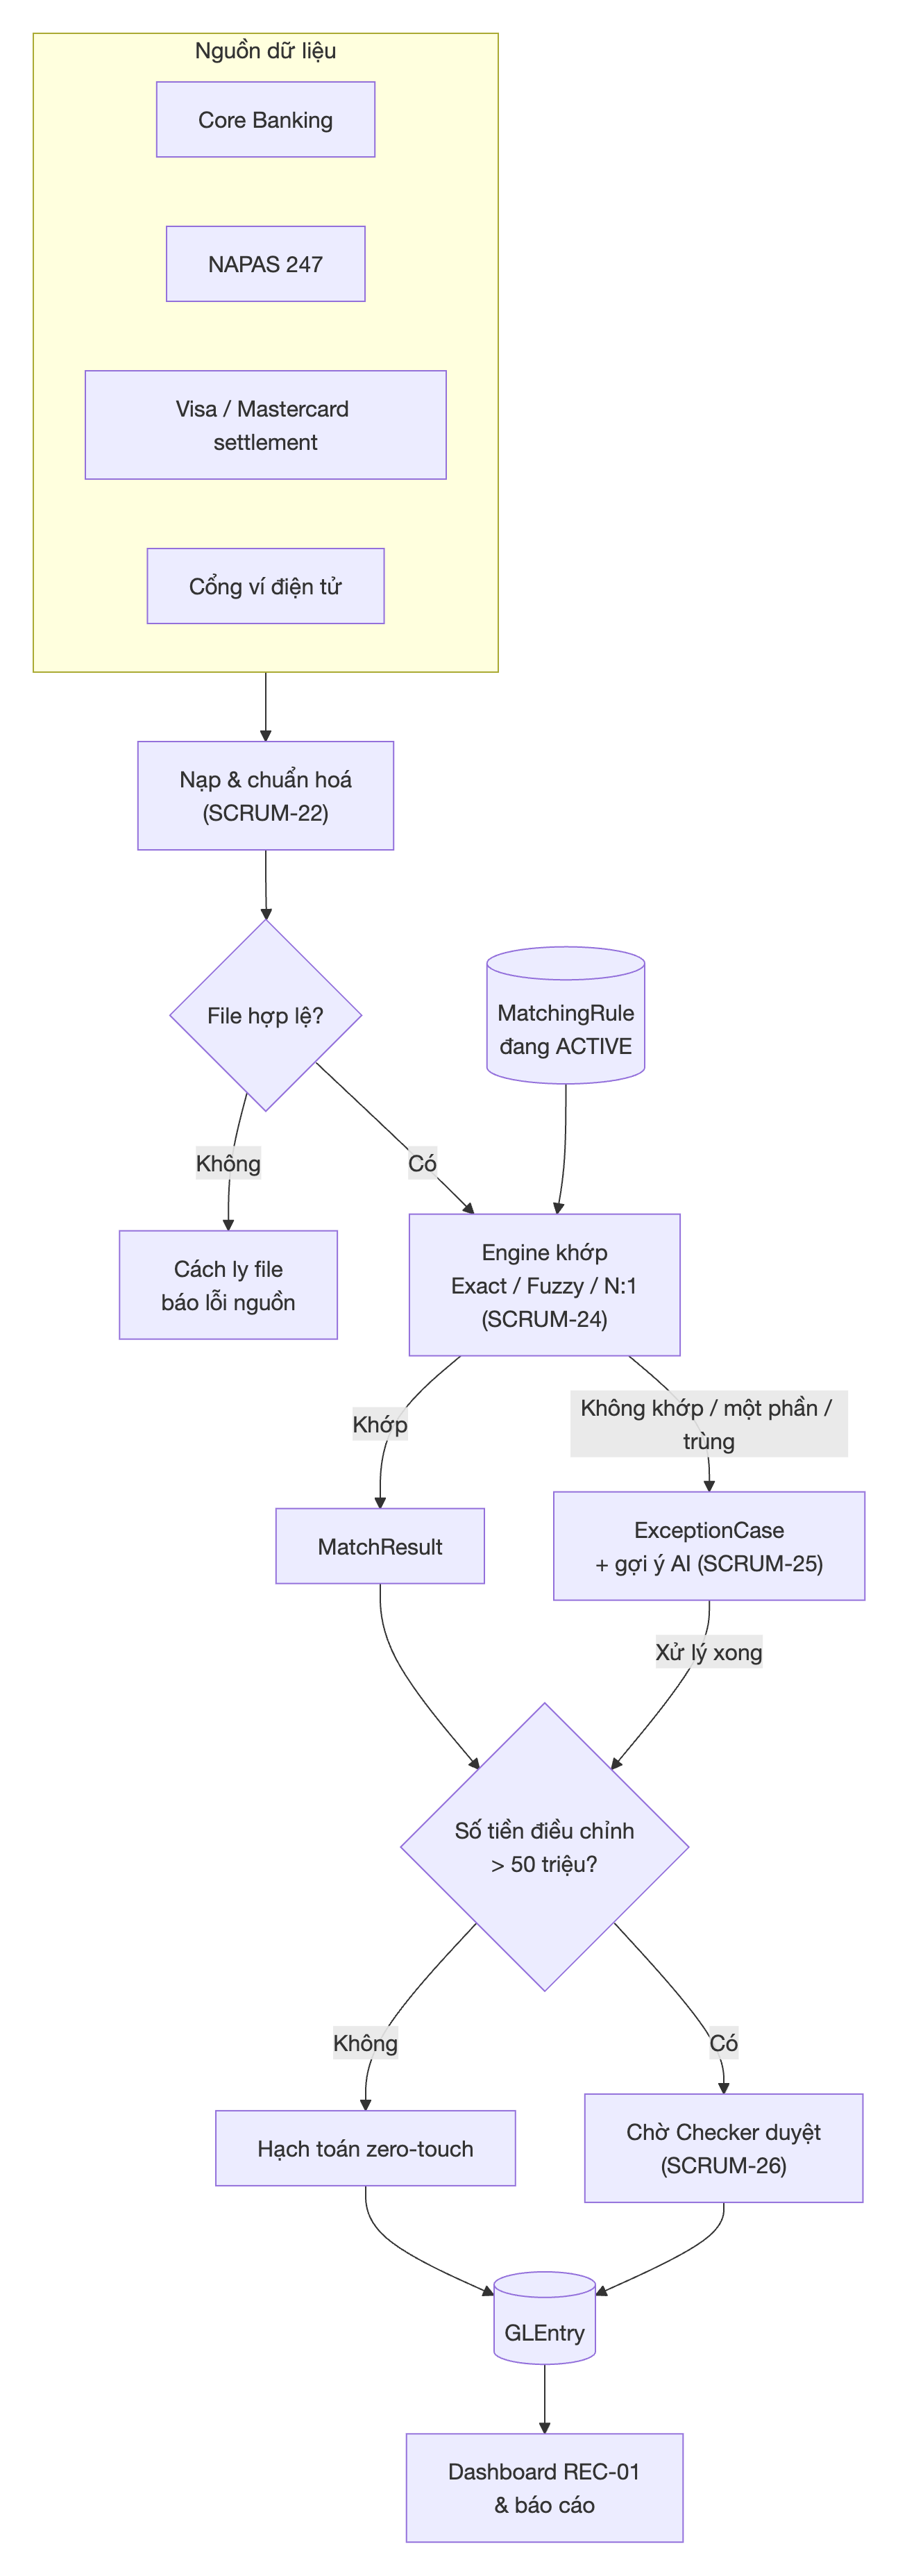 Nguồn dữ liệu
Core Banking
NAPAS 247
Visa / Mastercard
settlement
Cổng ví điện tử
Nạp & chuẩn hoá
(SCRUM-22)
File hợp lệ?
MatchingRule
đang ACTIVE
Không
Có
Cách ly file
báo lỗi nguồn
Engine khớp
Exact / Fuzzy / N:1
(SCRUM-24)
Khớp
Không khớp / một phần /
trùng
MatchResult
ExceptionCase
+ gợi ý AI (SCRUM-25)
Xử lý xong
Số tiền điều chỉnh
> 50 triệu?
Không
Có
Hạch toán zero-touch
Chờ Checker duyệt
(SCRUM-26)
GLEntry
Dashboard REC-01
& báo cáo